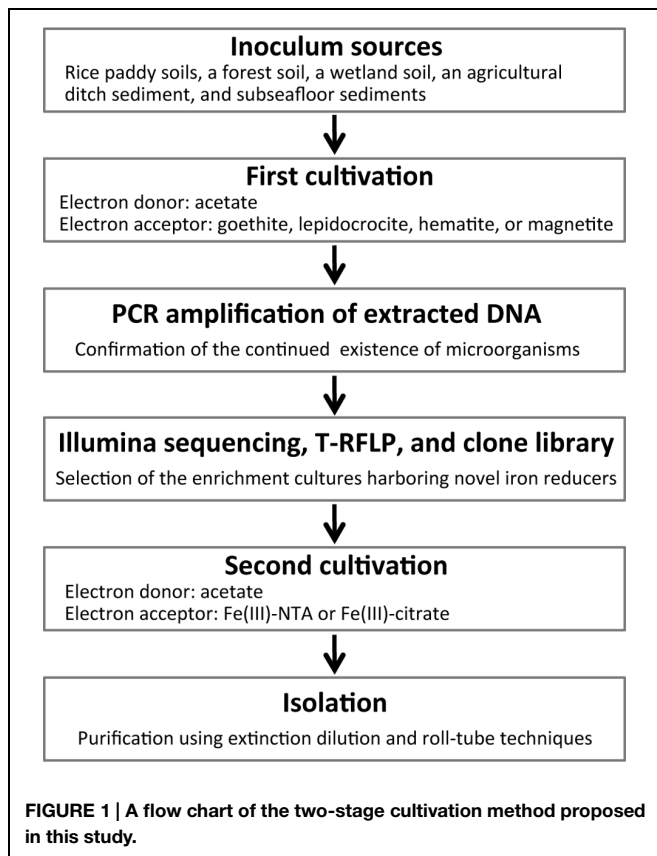 Inoculum sources
Rice paddy soils, a forest soil, a wetland soil, an agricultural
ditch sediment, and subseafloor sediments
First cultivation
Electron donor: acetate
Electron acceptor: goethite, lepidocrocite, hematite, or magnetite
PCR amplification of extracted DNA
Confirmation of the continued existence of microorganisms
Illumina sequencing, T-RFLP, and clone library
Selection of the enrichment cultures harboring novel iron reducers
Second cultivation
Electron donor: acetate
Electron acceptor: Fe(III)-NTA or Fe(III)-citrate
Isolation
Purification using extinction dilution and roll-tube techniques
FIGURE 1 | A flow chart of the two-stage cultivation method proposed
in this study.